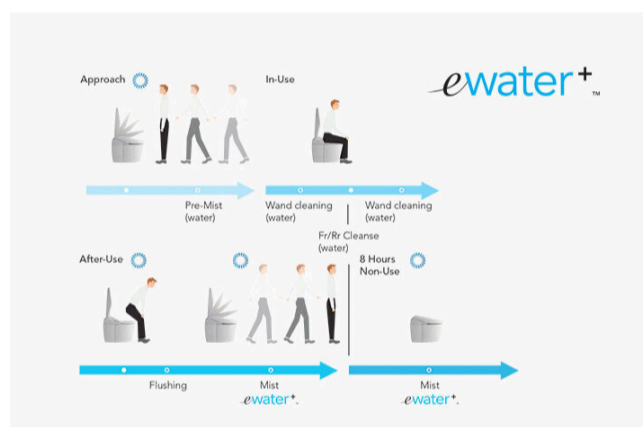 Approach
In-Use
ewater+™
Pre-Mist
(water)
Wand cleaning
(water)
Wand cleaning
(water)
Fr/Rr Cleanse
(water)
After-Use
8 Hours
Non-Use
Flushing
Mist
ewater+.
Mist
ewater+.